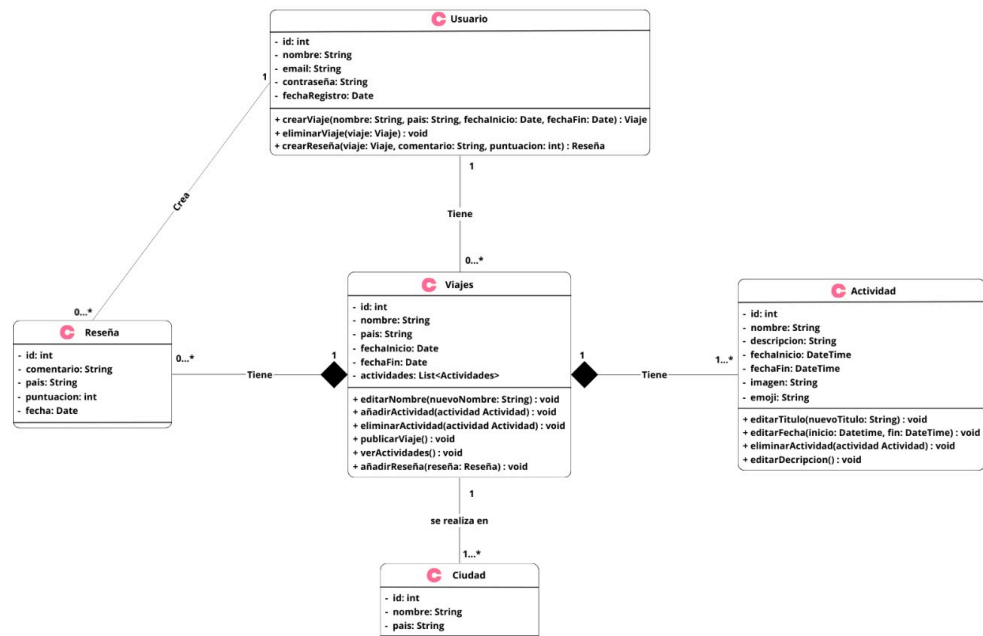 Usuario
- id: int
- nombre: String
- email: String
- contraseña: String
- fechaRegistro: Date
+ crearViaje(nombre: String, pais: String, fechaInicio: Date, fechaFin: Date) : Viaje
+ eliminarViaje(viaje: Viaje) : void
+ crearReseña(viaje: Viaje, comentario: String, puntuacion: int) : Reseña
1
Crea
0...*
1
Tiene
0...*
Reseña
- id: int
- comentario: String
- pais: String
- puntuacion: int
- fecha: Date
0...*
Tiene
1
Viajes
- id: int
- nombre: String
- pais: String
- fechaInicio: Date
- fechaFin: Date
- actividades: List<Actividades>
+ editarNombre(nuevoNombre: String) : void
+ añadirActividad(actividad Actividad) : void
+ eliminarActividad(actividad Actividad) : void
+ publicarViaje() : void
+ verActividades() : void
+ añadirReseña(reseña: Reseña) : void
1
Tiene
1...*
Actividad
- id: int
- nombre: String
- descripcion: String
- fechaInicio: DateTime
- fechaFin: DateTime
- imagen: String
- emoji: String
+ editarTitulo(nuevoTitulo: String) : void
+ editarFecha(inicio: Datetime, fin: DateTime) : void
+ eliminarActividad(actividad Actividad) : void
+ editarDecripcion() : void
1
se realiza en
1...*
Ciudad
- id: int
- nombre: String
- pais: String